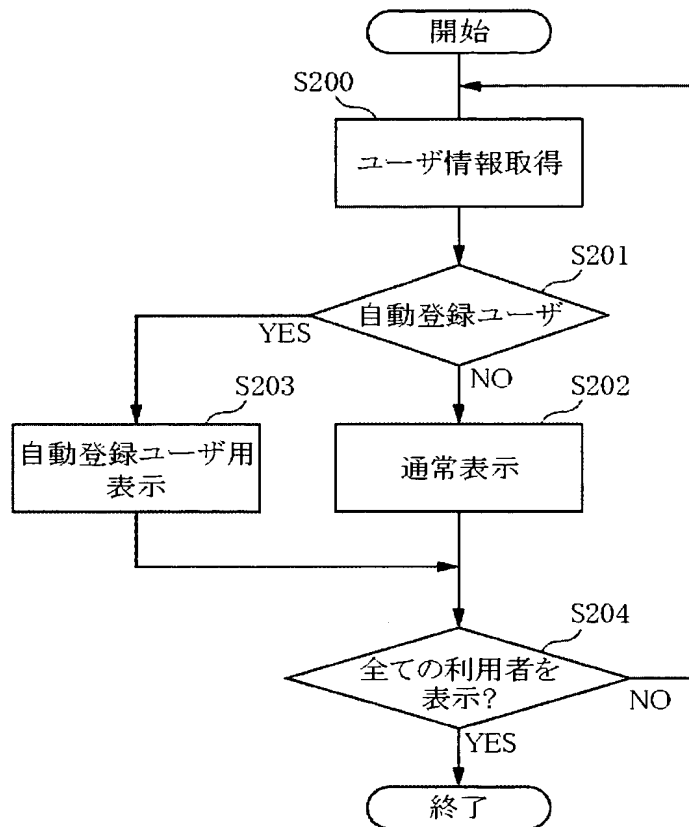 開始
S200
ユーザ情報取得
S201
自動登録ユーザ
YES
NO
S203
S202
自動登録ユーザ用
表示
通常表示
S204
全ての利用者を
表示?
NO
YES
終了